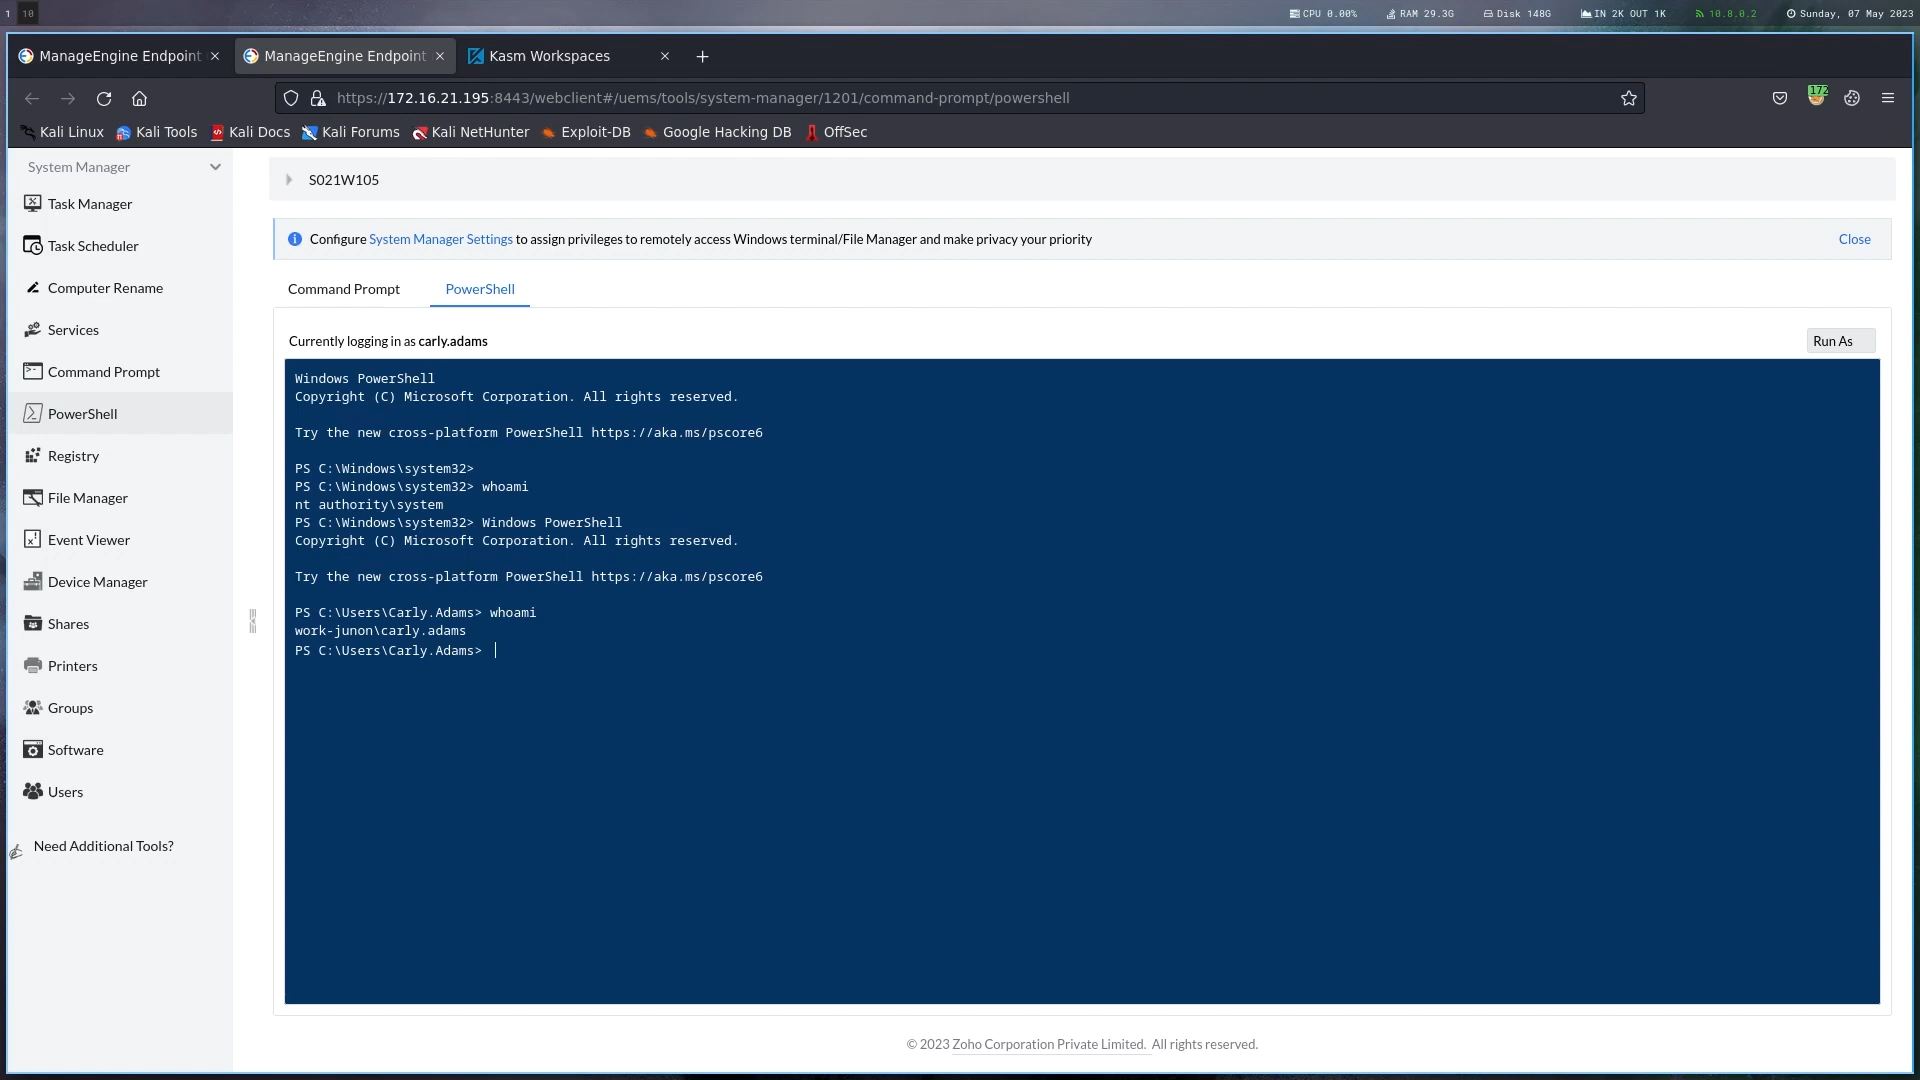 1 10 CPU 0.00% RAM 29.3G Disk 148G IN 2K OUT 1K 10.8.0.2 Sunday, 07 May 2023
ManageEngine Endpoint ManageEngine Endpoint Kasm Workspaces
https://172.16.21.195:8443/webclient#/uems/tools/system-manager/1201/command-prompt/powershell 172
Kali Linux Kali Tools Kali Docs Kali Forums Kali NetHunter Exploit-DB Google Hacking DB OffSec
System Manager
Task Manager
Task Scheduler
Computer Rename
Services
Command Prompt
PowerShell
Registry
File Manager
Event Viewer
Device Manager
Shares
Printers
Groups
Software
Users
Need Additional Tools?
S021W105
Configure System Manager Settings to assign privileges to remotely access Windows terminal/File Manager and make privacy your priority Close
Command Prompt PowerShell
Currently logging in as carly.adams Run As
Windows PowerShell
Copyright (C) Microsoft Corporation. All rights reserved.
Try the new cross-platform PowerShell https://aka.ms/pscore6
PS C:\Windows\system32>
PS C:\Windows\system32> whoami
nt authority\system
PS C:\Windows\system32> Windows PowerShell
Copyright (C) Microsoft Corporation. All rights reserved.
Try the new cross-platform PowerShell https://aka.ms/pscore6
PS C:\Users\Carly.Adams> whoami
work-junon\carly.adams
PS C:\Users\Carly.Adams>
© 2023 Zoho Corporation Private Limited. All rights reserved.